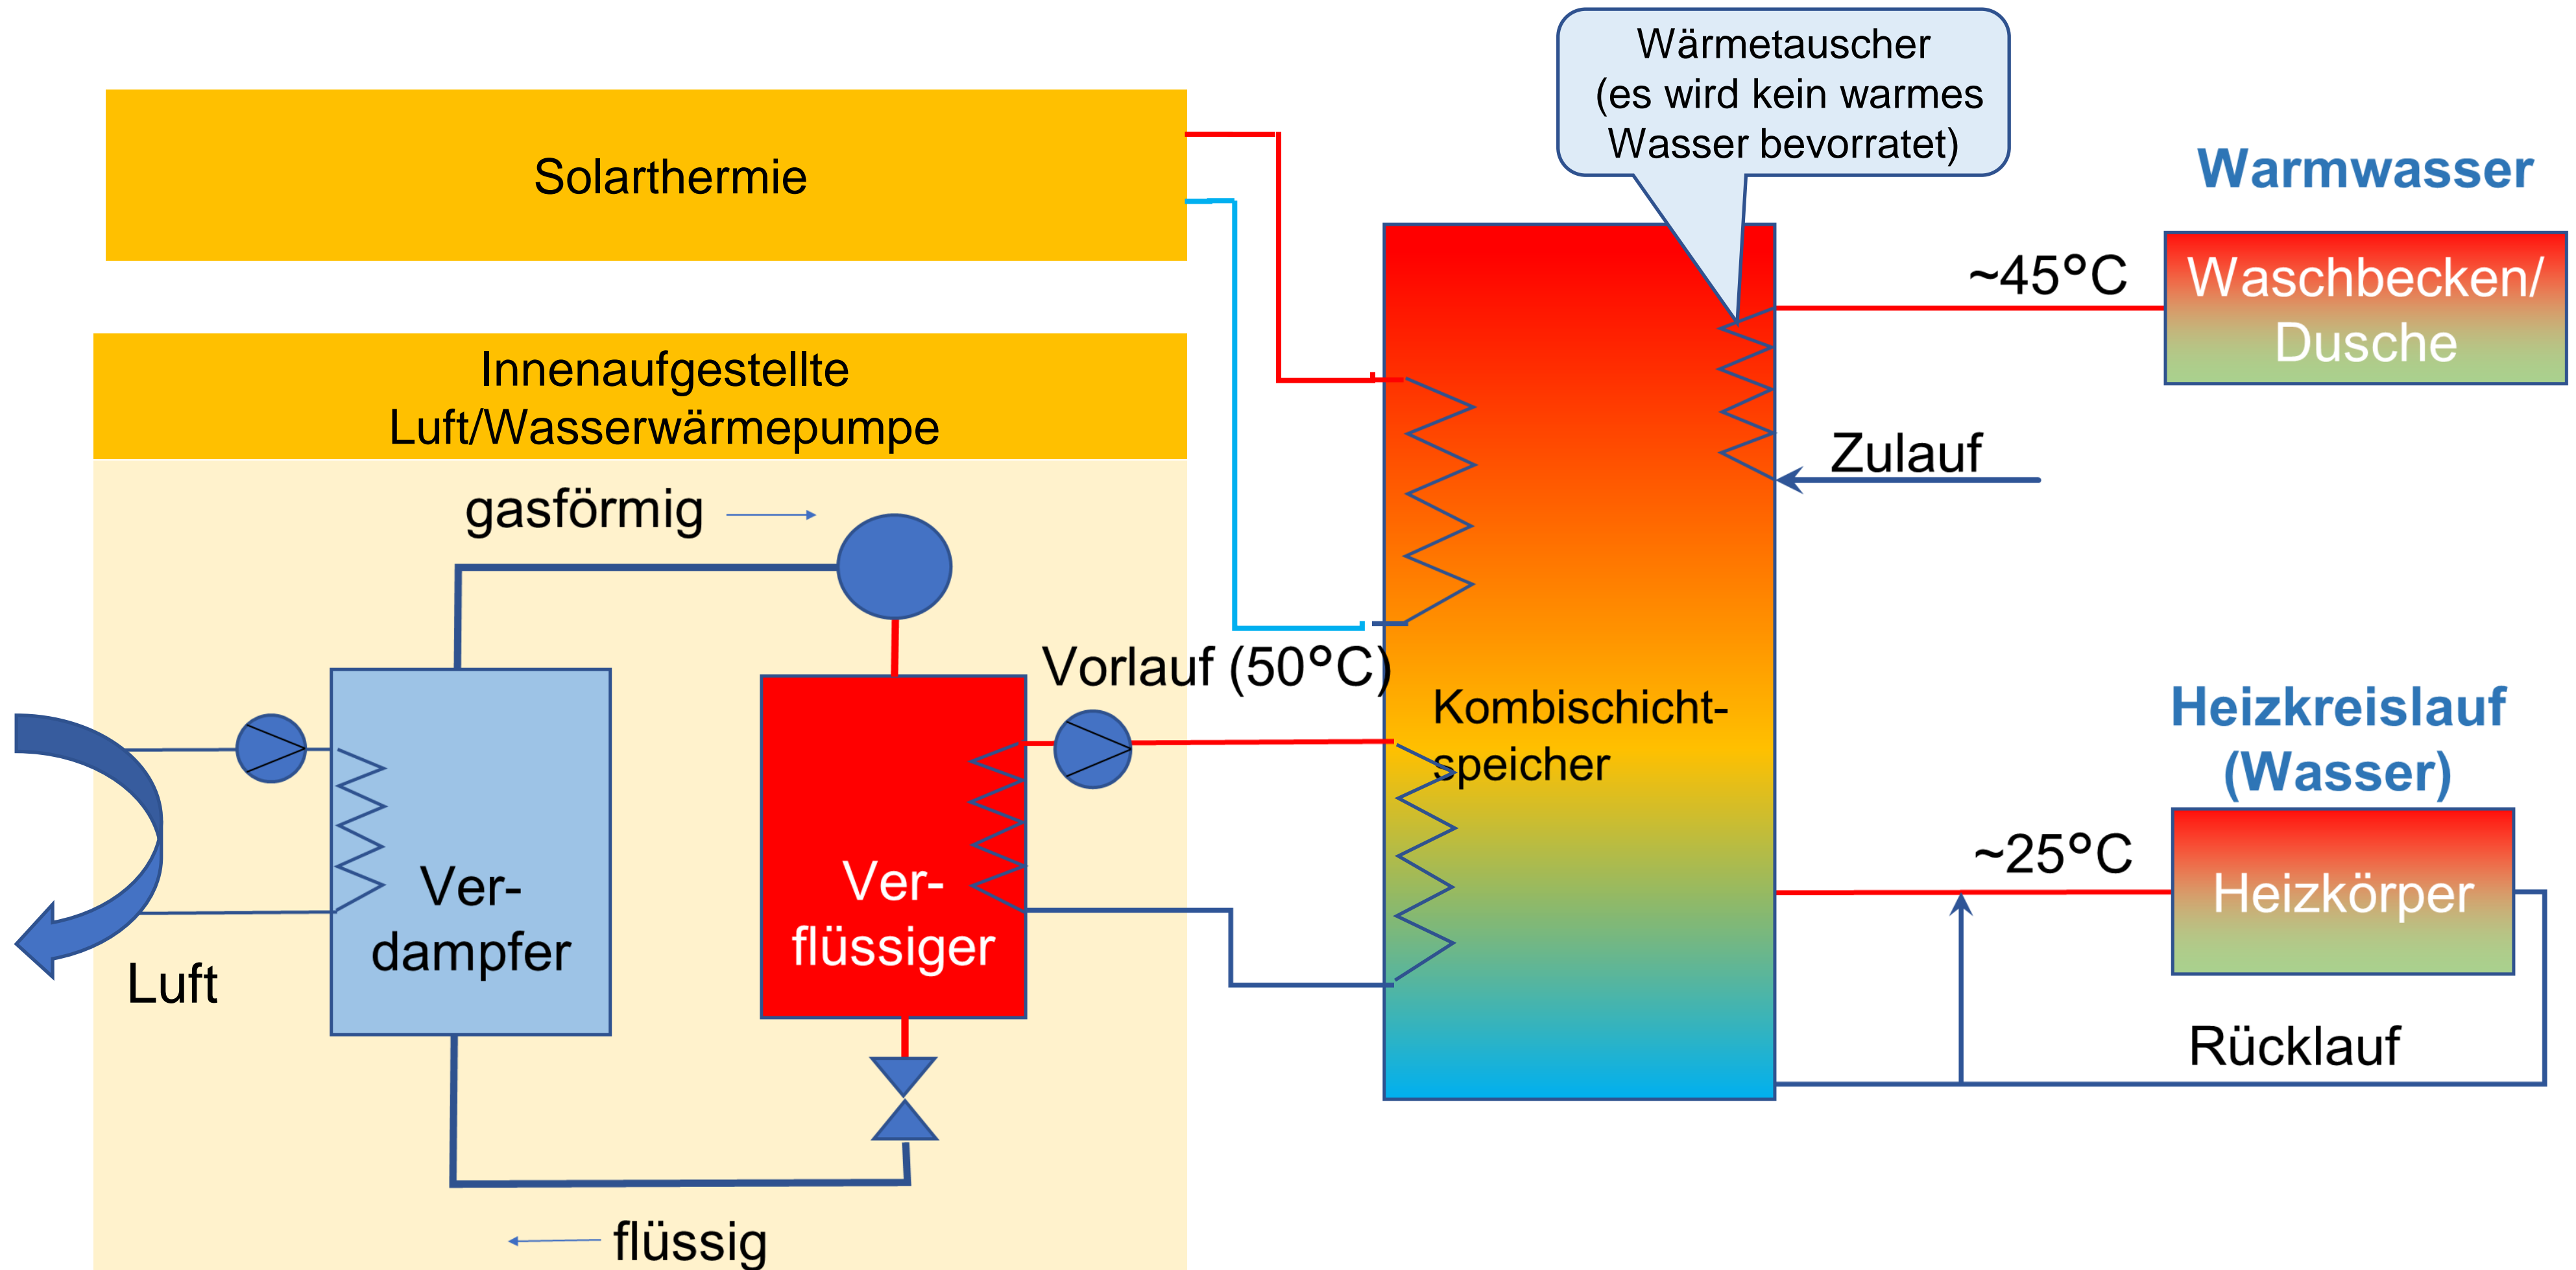 Wärmetauscher
(es wird kein warmes
Wasser bevorratet)
Solarthermie
Warmwasser
~45°C
Waschbecken/
Dusche
Innenaufgestellte
Luft/Wasserwärmepumpe
Zulauf
gasförmig
Vorlauf (50°C)
Kombischicht-
speicher
Heizkreislauf
(Wasser)
~25°C
Heizkörper
Ver-
dampfer
Ver-
flüssiger
Luft
Rücklauf
flüssig